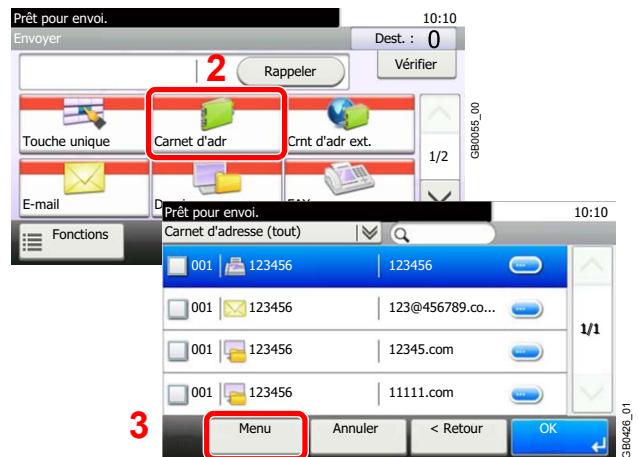 Prêt pour envoi. 10:10
Envoyer Dest. : 0
2 Rappeler Vérifier
Touche unique Carnet d'adr Crnt d'adr ext.
1/2
GB0055_00
E-mail
Fonctions
Prêt pour envoi. 10:10
Carnet d'adresse (tout)
001 123456 123456
001 123456 123@456789.co...
001 123456 12345.com
001 123456 11111.com
1/1
3 Menu Annuler < Retour OK
GB0426_01